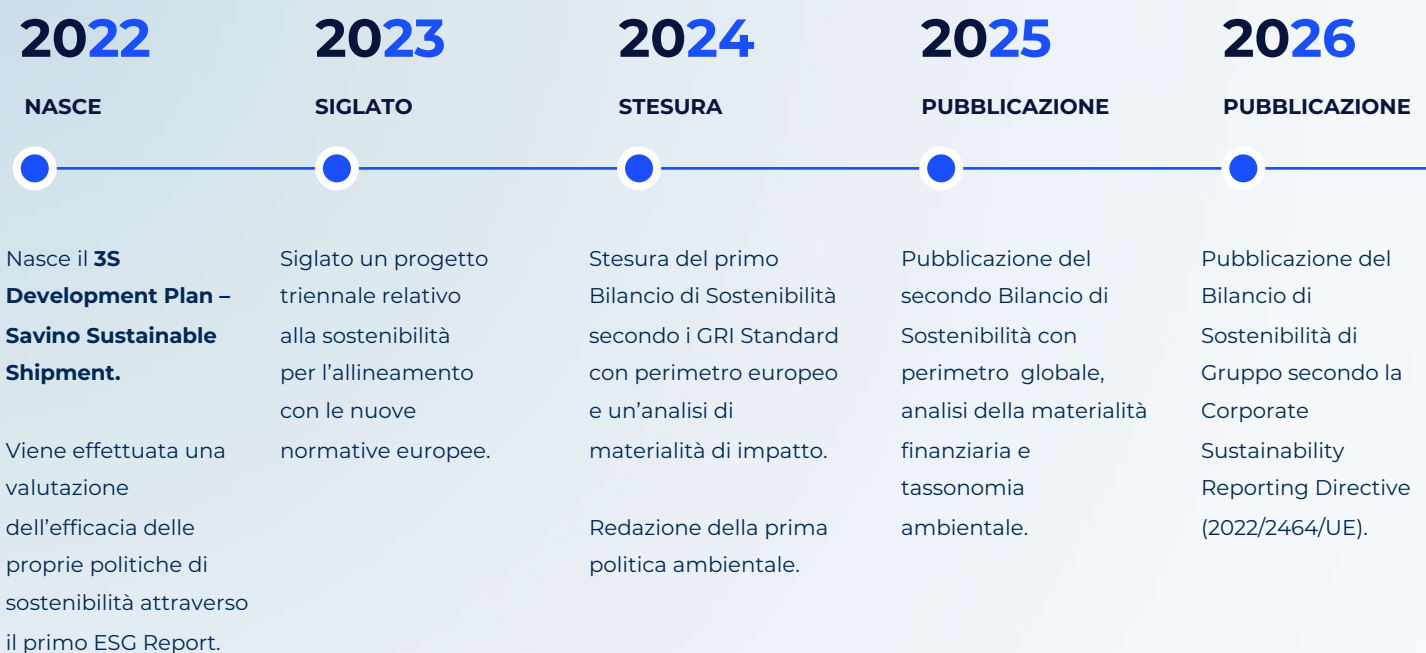 2022
NASCE
Nasce il 3S
Development Plan –
Savino Sustainable
Shipment.
Viene effettuata una
valutazione
dell’efficacia delle
proprie politiche di
sostenibilità attraverso
il primo ESG Report.
2023
SIGLATO
Siglato un progetto
triennale relativo
alla sostenibilità
per l’allineamento
con le nuove
normative europee.
2024
STESURA
Stesura del primo
Bilancio di Sostenibilità
secondo i GRI Standard
con perimetro europeo
e un’analisi di
materialità di impatto.
Redazione della prima
politica ambientale.
2025
PUBBLICAZIONE
Pubblicazione del
secondo Bilancio di
Sostenibilità con
perimetro globale,
analisi della materialità
finanziaria e
tassonomia
ambientale.
2026
PUBBLICAZIONE
Pubblicazione del
Bilancio di
Sostenibilità di
Gruppo secondo la
Corporate
Sustainability
Reporting Directive
(2022/2464/UE).